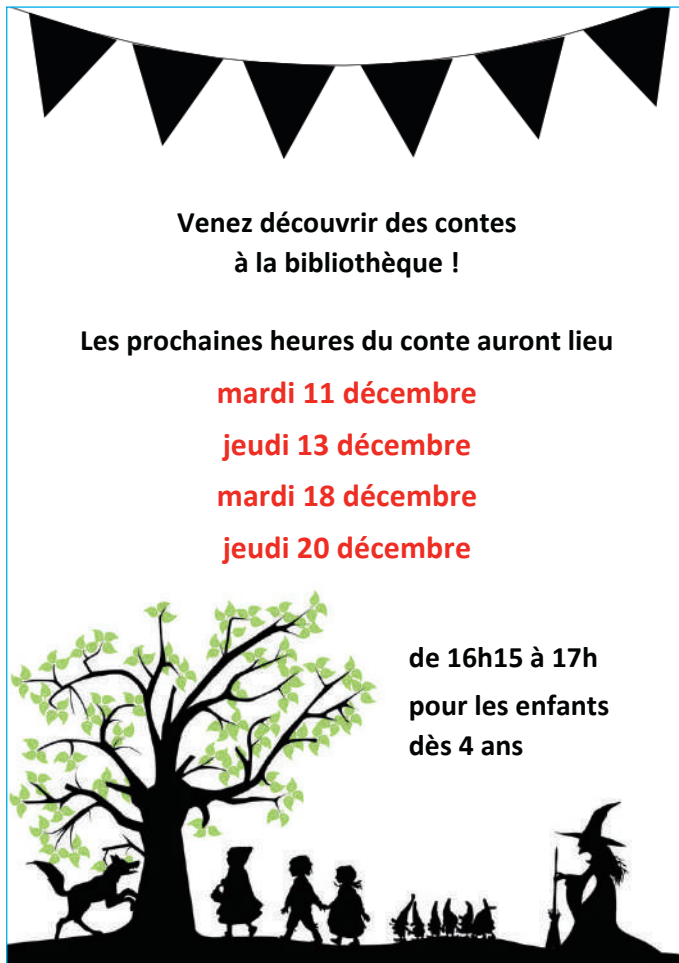 Venez découvrir des contes
à la bibliothèque !
Les prochaines heures du conte auront lieu
mardi 11 décembre
jeudi 13 décembre
mardi 18 décembre
jeudi 20 décembre
de 16h15 à 17h
pour les enfants
dès 4 ans